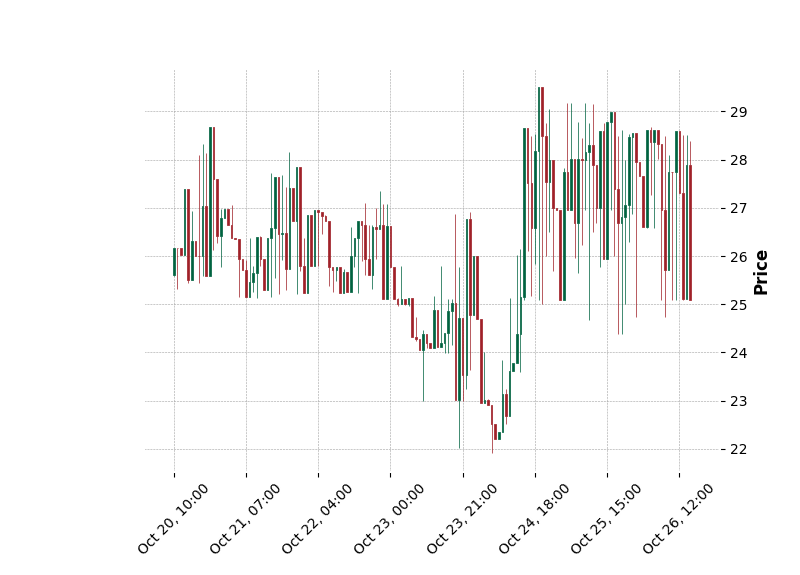 29
28
27
26
25
24
23
22
Price
Oct 20, 10:00
Oct 21, 07:00
Oct 22, 04:00
Oct 23, 00:00
Oct 23, 21:00
Oct 24, 18:00
Oct 25, 15:00
Oct 26, 12:00